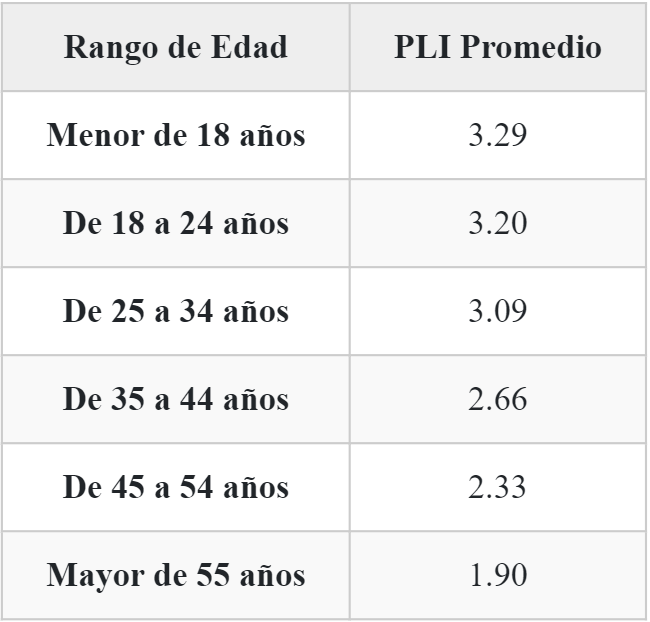 Rango de Edad PLI Promedio
Menor de 18 años 3.29
De 18 a 24 años 3.20
De 25 a 34 años 3.09
De 35 a 44 años 2.66
De 45 a 54 años 2.33
Mayor de 55 años 1.90